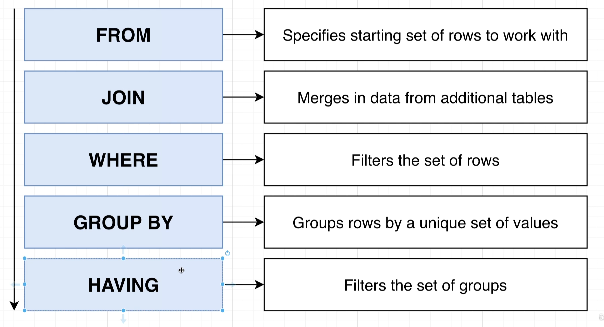 FROM
Specifies starting set of rows to work with
JOIN
Merges in data from additional tables
WHERE
Filters the set of rows
GROUP BY
Groups rows by a unique set of values
HAVING
Filters the set of groups